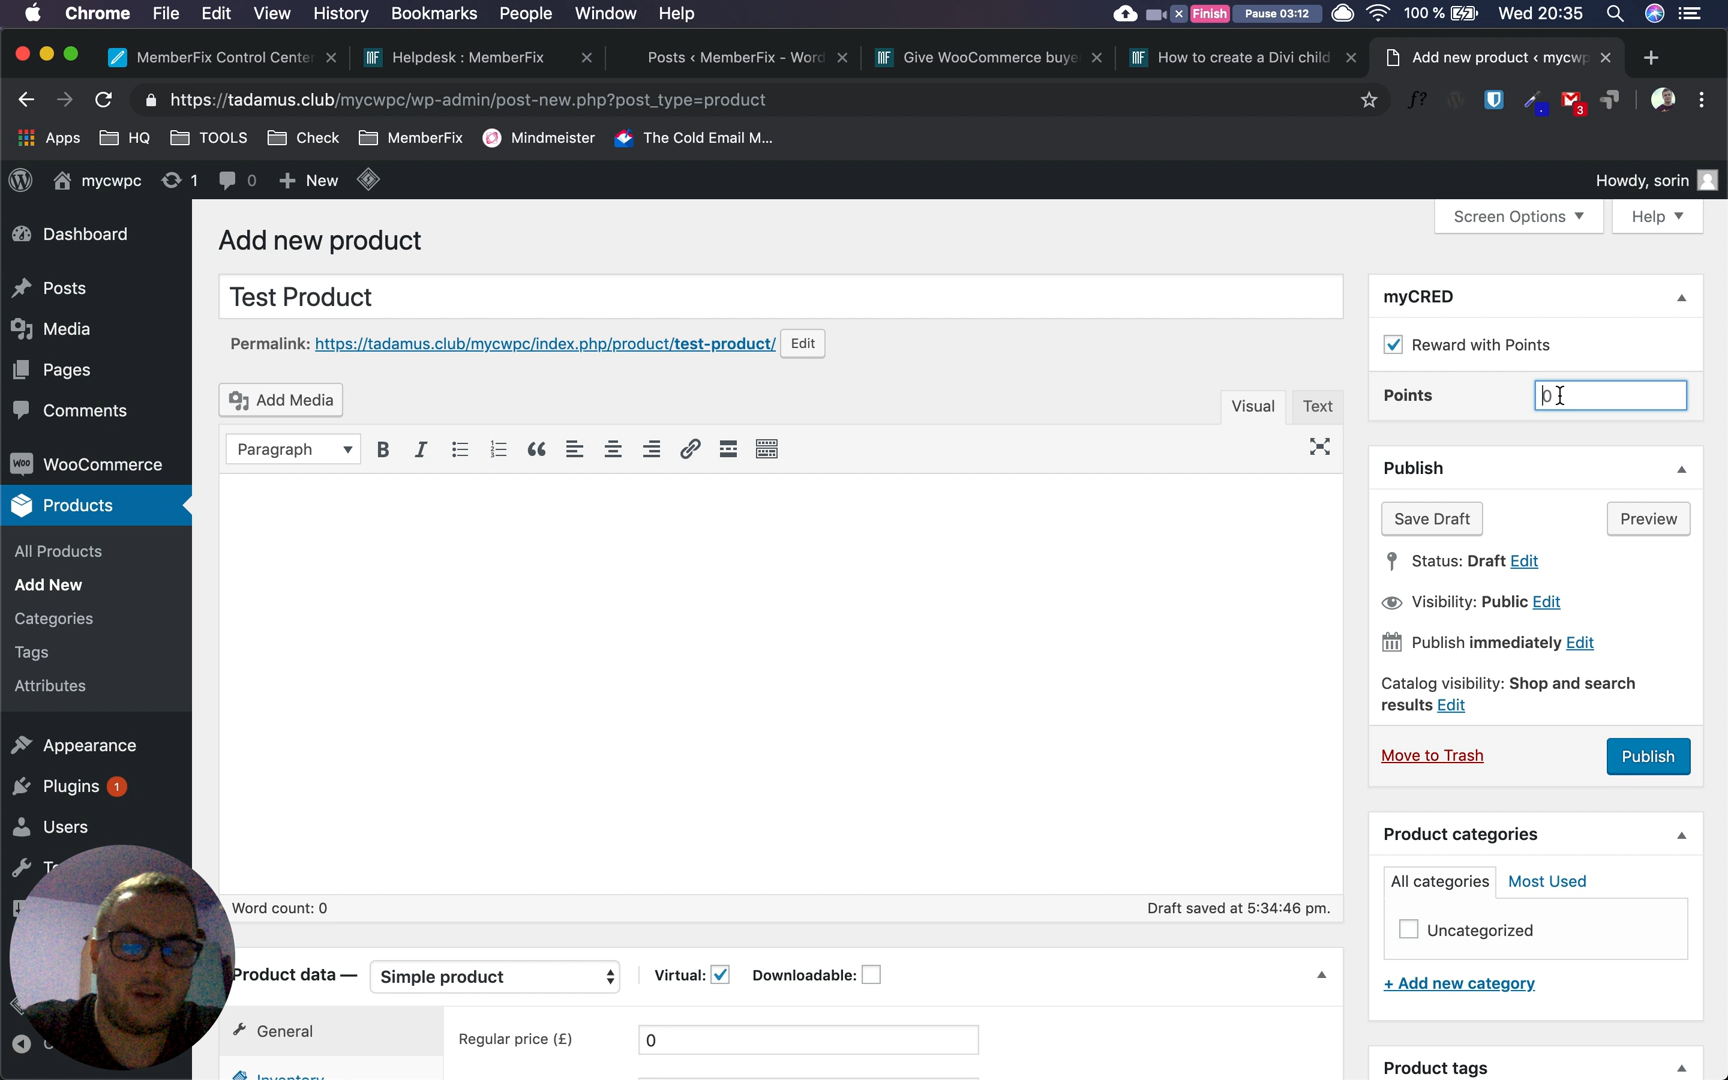 Chrome File Edit View History Bookmarks People Window Help Finish Pause 03:12 100 % Wed 20:35
MemberFix Control Center Helpdesk : MemberFix Posts ‹ MemberFix - Word Give WooCommerce buye How to create a Divi child Add new product ‹ mycwp
https://tadamus.club/mycwpc/wp-admin/post-new.php?post_type=product f? 3
Apps HQ TOOLS Check MemberFix Mindmeister The Cold Email M...
mycwpc 1 0 New Howdy, sorin
Screen Options Help
Dashboard
Posts
Media
Pages
Comments
WooCommerce
Products
All Products
Add New
Categories
Tags
Attributes
Appearance
Plugins 1
Users
Add new product
Test Product
Permalink: https://tadamus.club/mycwpc/index.php/product/test-product/ Edit
Add Media Visual Text
Paragraph B I
Word count: 0 Draft saved at 5:34:46 pm.
Product data — Simple product Virtual: Downloadable:
General Regular price (£) 0
Inventory
myCRED
Reward with Points
Points 0
Publish
Save Draft Preview
Status: Draft Edit
Visibility: Public Edit
Publish immediately Edit
Catalog visibility: Shop and search
results Edit
Move to Trash Publish
Product categories
All categories Most Used
Uncategorized
+ Add new category
Product tags